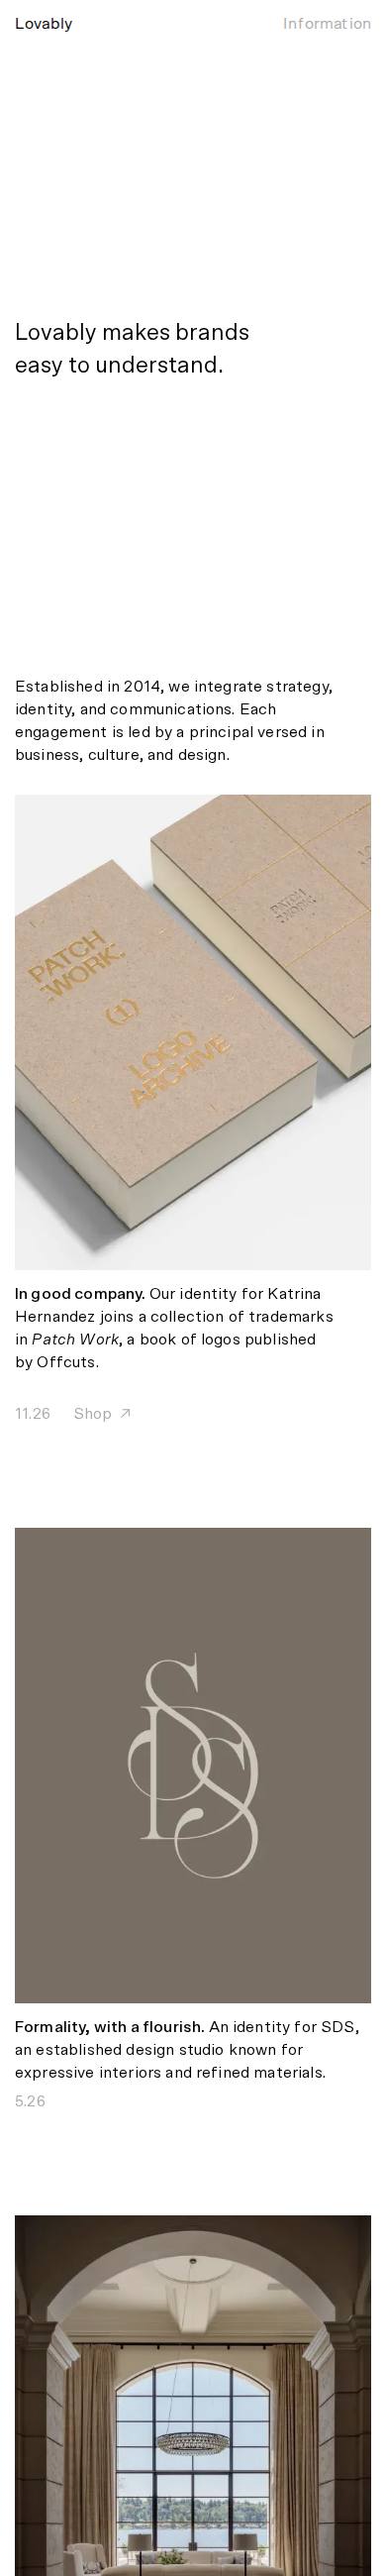 Lovably
Information
Lovably makes brands
easy to understand.
Established in 2014, we integrate strategy,
identity, and communications. Each
engagement is led by a principal versed in
business, culture, and design.
PATCH
-WORK-
(1)
LOGO
ARCHIVE
PATCH
-WORK-
In good company. Our identity for Katrina
Hernandez joins a collection of trademarks
in Patch Work, a book of logos published
by Offcuts.
11.26 Shop ↗
SDS
Formality, with a flourish. An identity for SDS,
an established design studio known for
expressive interiors and refined materials.
5.26